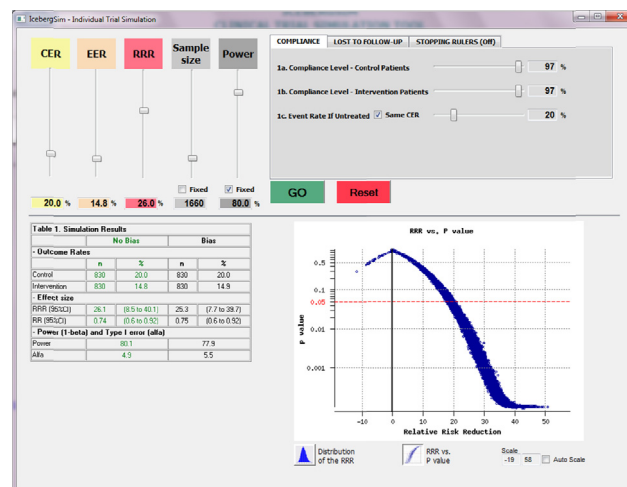 IcebergSim - Individual Trial Simulation
CLINICAL TRIAL SIMULATION TOOL
CER EER RRR Sample size Power
Fixed Fixed
20.0 % 14.8 % 26.0 % 1660 80.0 %
COMPLIANCE LOST TO FOLLOW-UP STOPPING RULERS (Off)
1a. Compliance Level - Control Patients 97 %
1b. Compliance Level - Intervention Patients 97 %
1c. Event Rate If Untreated Same CER 20 %
GO Reset
Table 1. Simulation Results
No Bias Bias
- Outcome Rates
n % n %
Control 830 20.0 830 20.0
Intervention 830 14.8 830 14.9
- Effect size
RRR (95%CI) 26.1 (8.5 to 40.1) 25.3 (7.7 to 39.7)
RR (95%CI) 0.74 (0.6 to 0.92) 0.75 (0.6 to 0.92)
- Power (1-beta) and Type I error (alfa)
Power 80.1 77.9
Alfa 4.9 5.5
RRR vs, P value
P value
0.5
0.1
0.05
0.01
0.001
-10 0 10 20 30 40 50
Relative Risk Reduction
Distribution of the RRR
RRR vs. P value
Scale
-19 58 Auto Scale